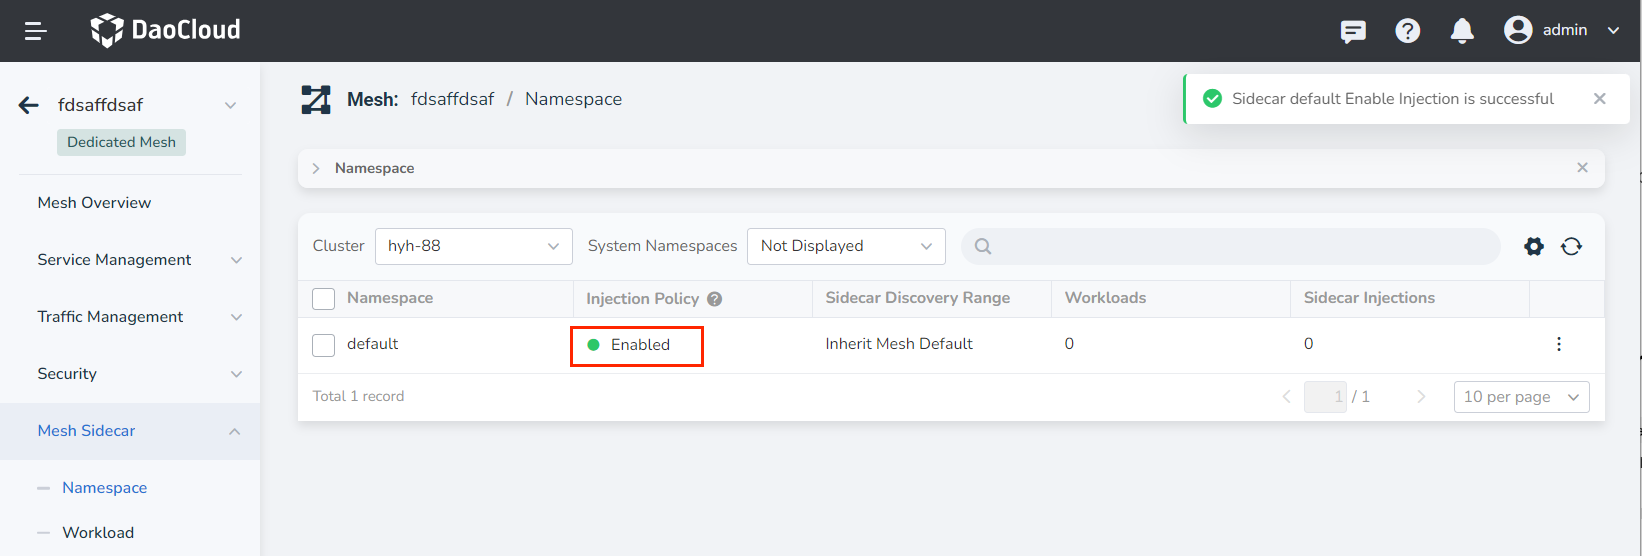 DaoCloud
admin
fdsaffdsaf
Dedicated Mesh
Mesh Overview
Service Management
Traffic Management
Security
Mesh Sidecar
Namespace
Workload
Mesh: fdsaffdsaf / Namespace
Sidecar default Enable Injection is successful
Namespace
Cluster hyh-88 System Namespaces Not Displayed
Namespace Injection Policy Sidecar Discovery Range Workloads Sidecar Injections
default Enabled Inherit Mesh Default 0 0
Total 1 record 1 / 1 10 per page